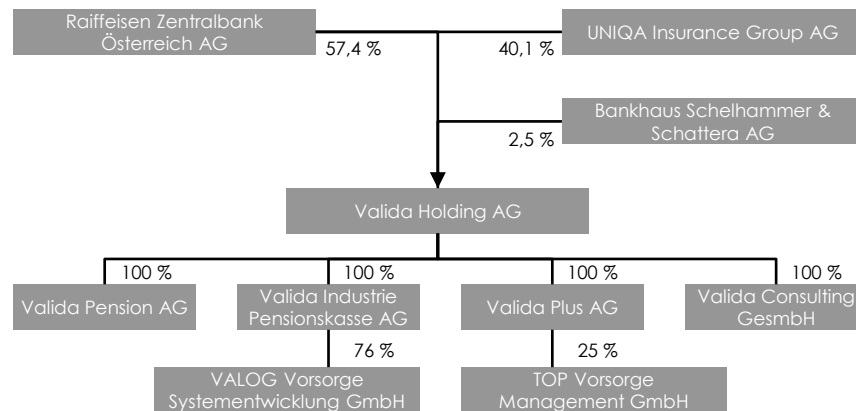 Raiffeisen Zentralbank
Österreich AG
57,4 %
40,1 %
UNIQA Insurance Group AG
Bankhaus Schelhammer &
Schattera AG
2,5 %
Valida Holding AG
100 %
100 %
100 %
100 %
Valida Pension AG
Valida Industrie
Pensionskasse AG
Valida Plus AG
Valida Consulting
GesmbH
76 %
25 %
VALOG Vorsorge
Systementwicklung GmbH
TOP Vorsorge
Management GmbH